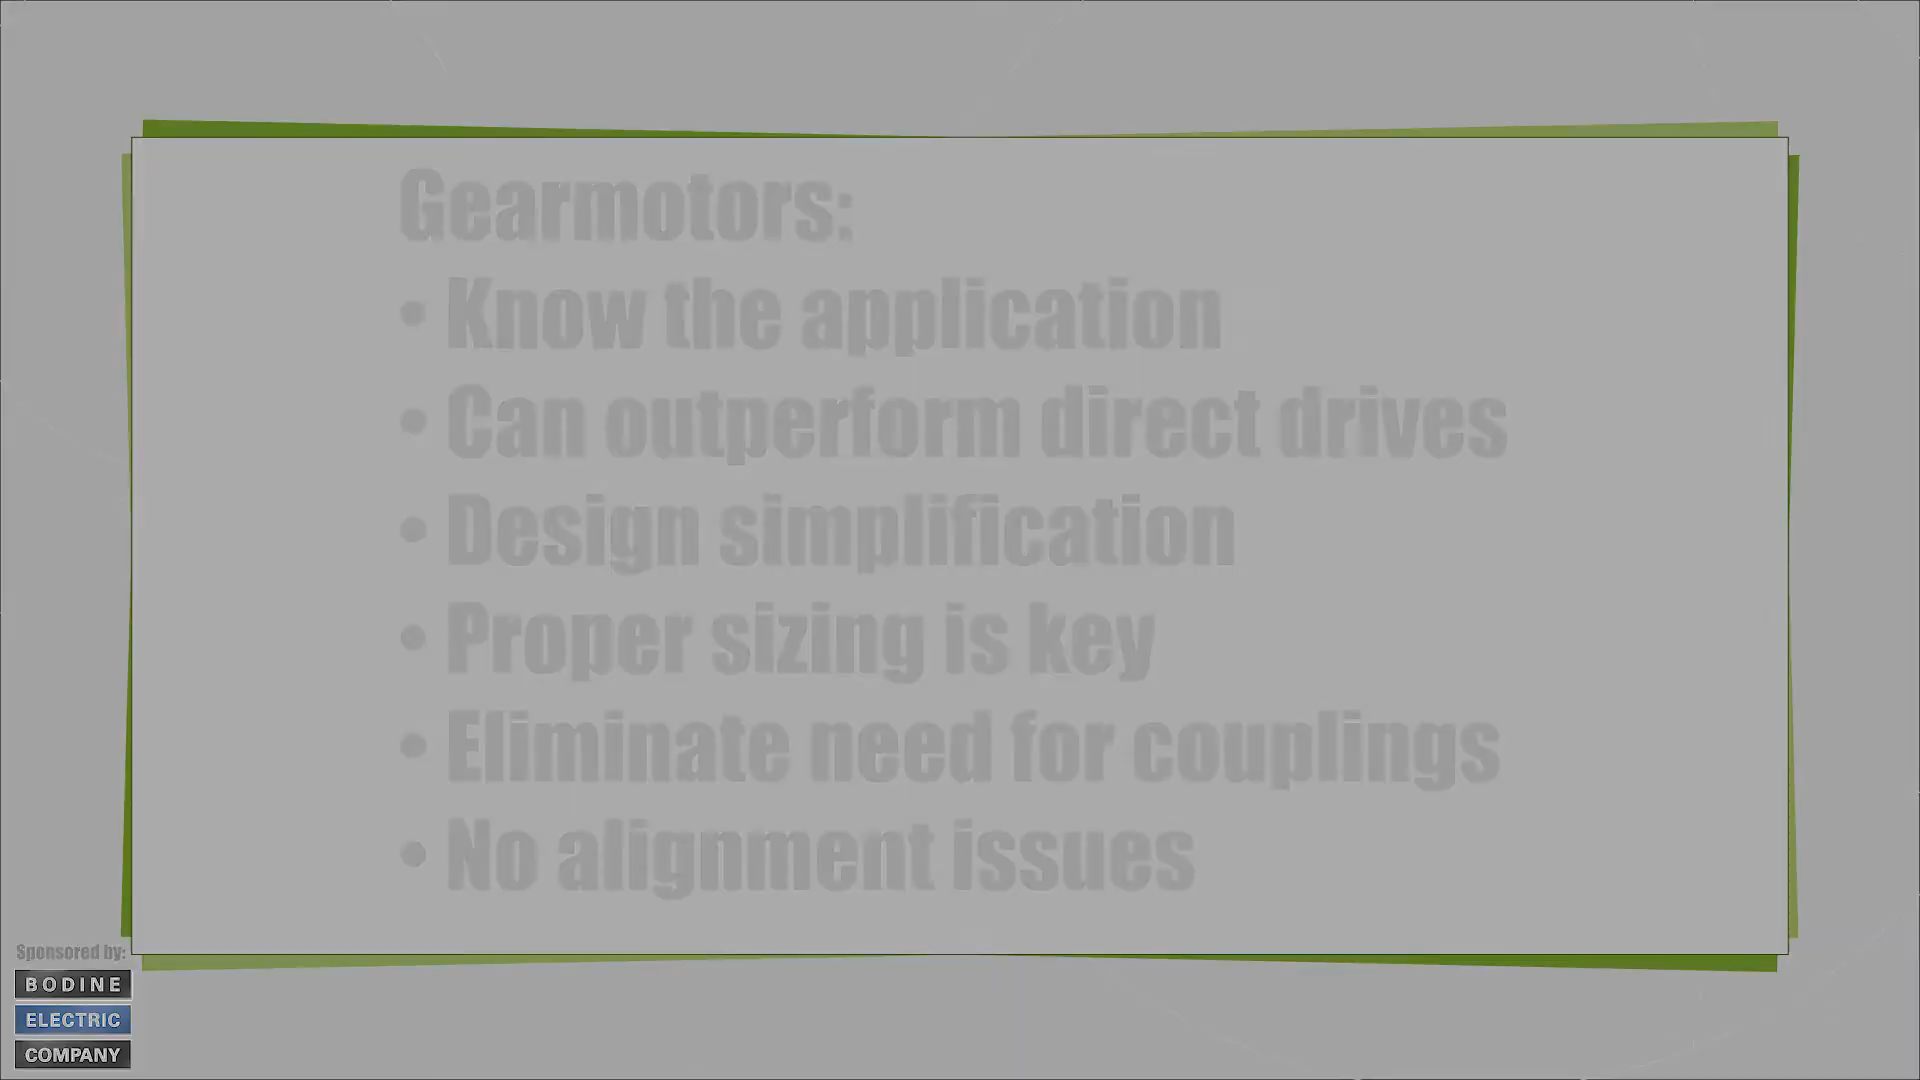 Gearmotors:
• Know the application
• Can outperform direct drives
• Design simplification
• Proper sizing is key
• Eliminate need for couplings
• No alignment issues
Sponsored by:
BODINE
ELECTRIC
COMPANY